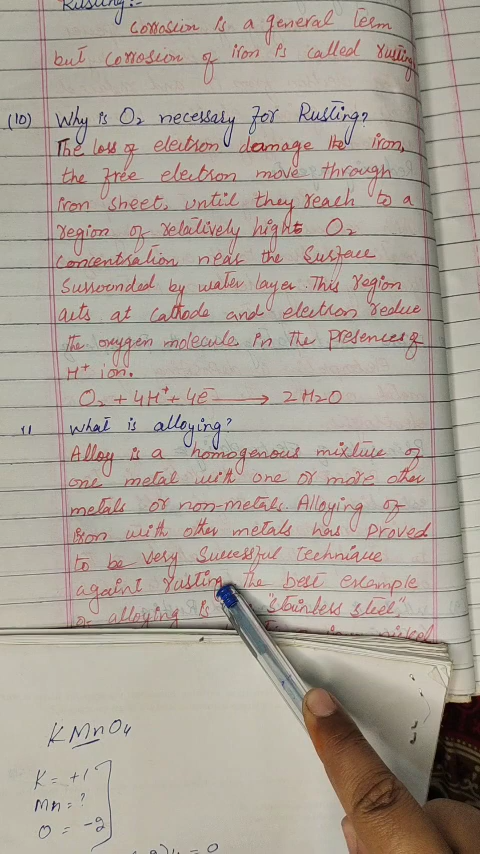 Rusting:-
Corrosion is a general term
but corrosion of iron is called rusting
(10) Why is O2 necessary for Rusting?
The loss of electron damage the iron,
the free electron move through
iron sheet, until they reach to a
region of relatively high O2
concentration near the surface
surrounded by water layer. This region
acts at cathode and electron reduce
the oxygen molecule in the presences of
H+ ion.
O2 + 4H+ + 4e̅ ⟶ 2H2O
11 What is alloying?
Alloy is a homogenous mixture of
one metal with one or more other
metals or non-metals. Alloying of
iron with other metals has proved
to be very Successful technique
againt rusting the best example
of alloying is "stainless steel"
KMnO4
K = +1
Mn = ?
O = -2
= 0